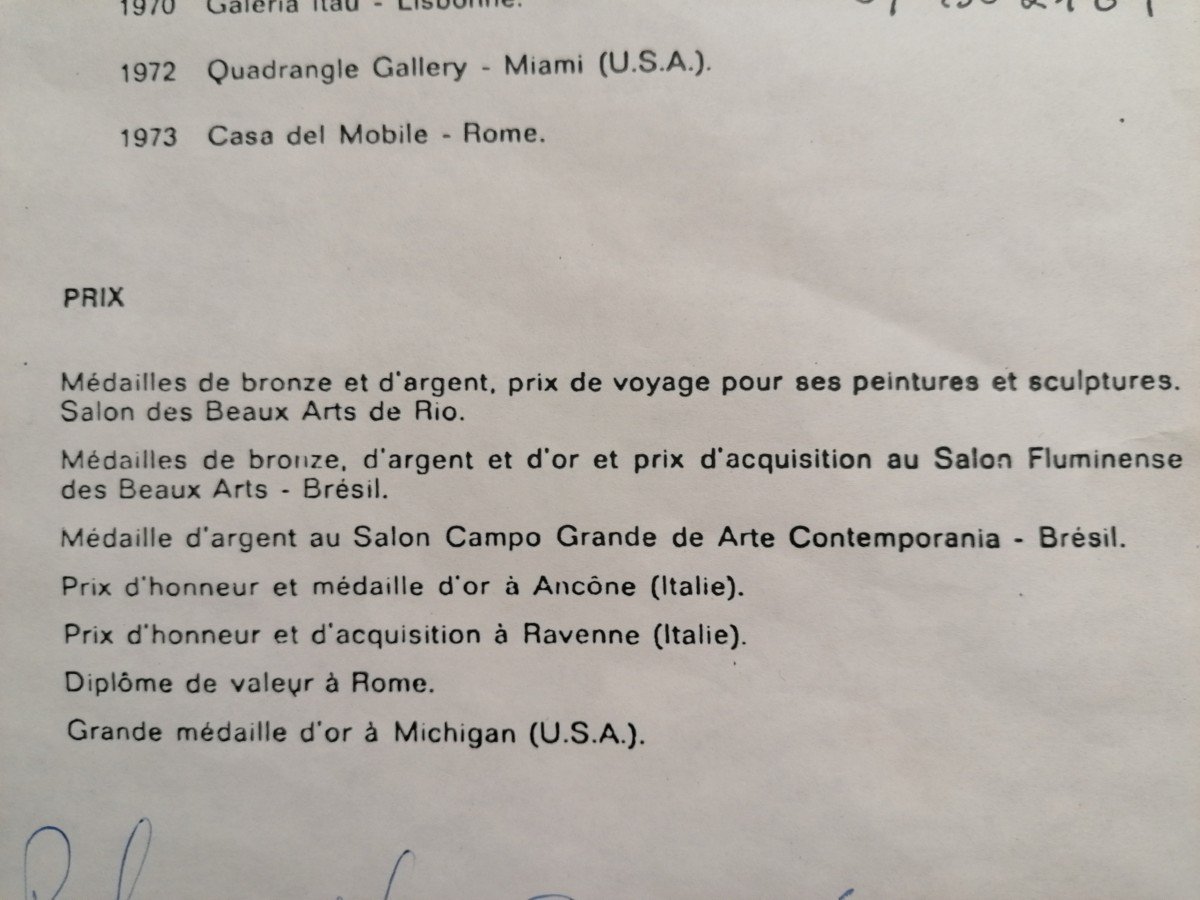 1970 Galeria Itau - Lisbonne.
1972 Quadrangle Gallery - Miami (U.S.A.).
1973 Casa del Mobile - Rome.
PRIX
Médailles de bronze et d'argent, prix de voyage pour ses peintures et sculptures.
Salon des Beaux Arts de Rio.
Médailles de bronze, d'argent et d'or et prix d'acquisition au Salon Fluminense
des Beaux Arts - Brésil.
Médaille d'argent au Salon Campo Grande de Arte Contemporania - Brésil.
Prix d'honneur et médaille d'or à Ancône (Italie).
Prix d'honneur et d'acquisition à Ravenne (Italie).
Diplôme de valeur à Rome.
Grande médaille d'or à Michigan (U.S.A.).